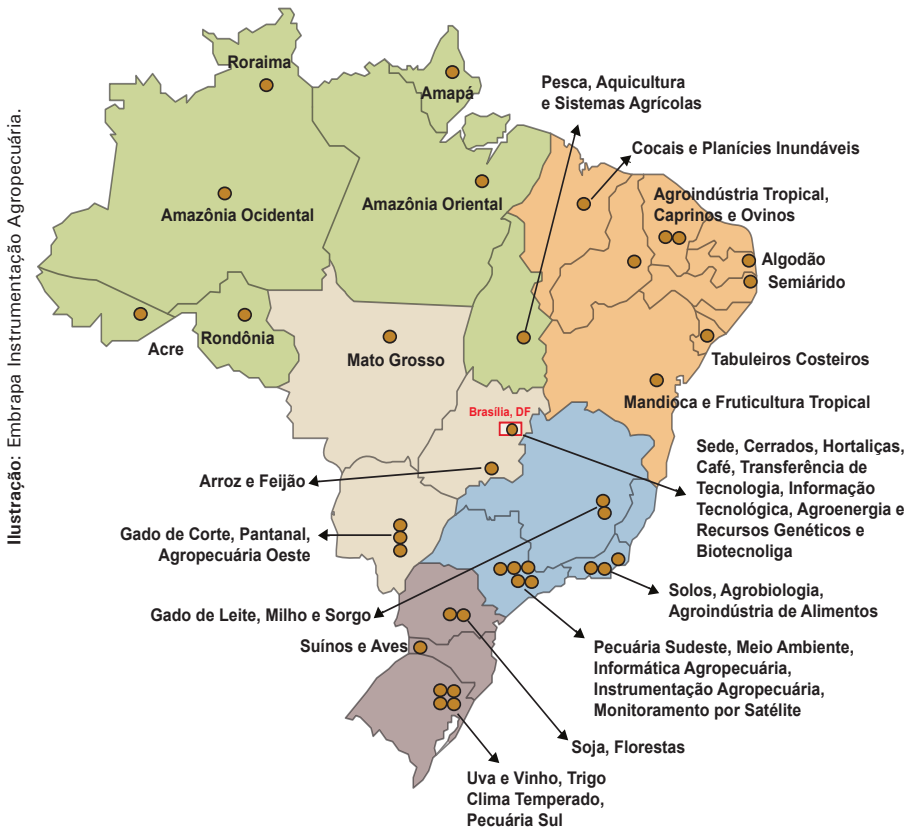 Ilustração: Embrapa Instrumentação Agropecuária.
Roraima
Amapá
Pesca, Aquicultura
e Sistemas Agrícolas
Cocais e Planícies Inundáveis
Amazônia Ocidental
Amazônia Oriental
Agroindústria Tropical,
Caprinos e Ovinos
Algodão
Semiárido
Acre
Rondônia
Mato Grosso
Tabuleiros Costeiros
Mandioca e Fruticultura Tropical
Brasília, DF
Sede, Cerrados, Hortaliças,
Café, Transferência de
Tecnologia, Informação
Tecnológica, Agroenergia e
Recursos Genéticos e
Biotecnoliga
Arroz e Feijão
Gado de Corte, Pantanal,
Agropecuária Oeste
Gado de Leite, Milho e Sorgo
Solos, Agrobiologia,
Agroindústria de Alimentos
Suínos e Aves
Pecuária Sudeste, Meio Ambiente,
Informática Agropecuária,
Instrumentação Agropecuária,
Monitoramento por Satélite
Soja, Florestas
Uva e Vinho, Trigo
Clima Temperado,
Pecuária Sul